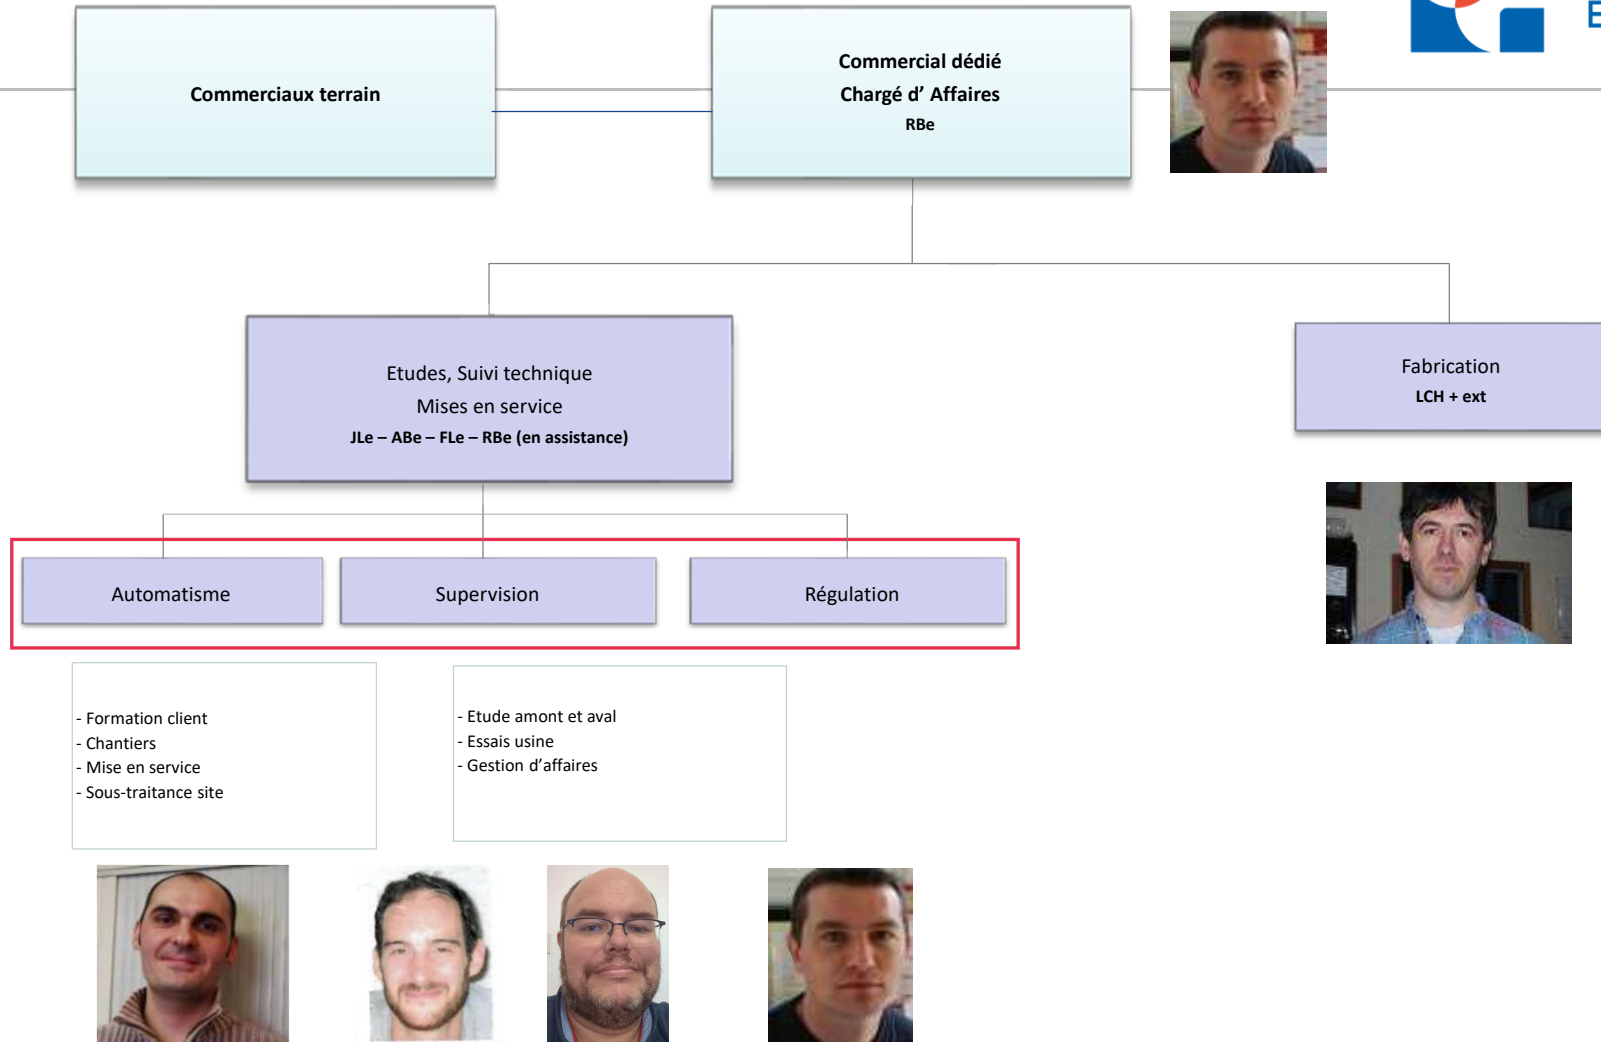 E
Commerciaux terrain
Commercial dédié
Chargé d’ Affaires
RBe
Etudes, Suivi technique
Mises en service
JLe – ABe – FLe – RBe (en assistance)
Fabrication
LCH + ext
Automatisme
Supervision
Régulation
- Formation client
- Chantiers
- Mise en service
- Sous-traitance site
- Etude amont et aval
- Essais usine
- Gestion d’affaires